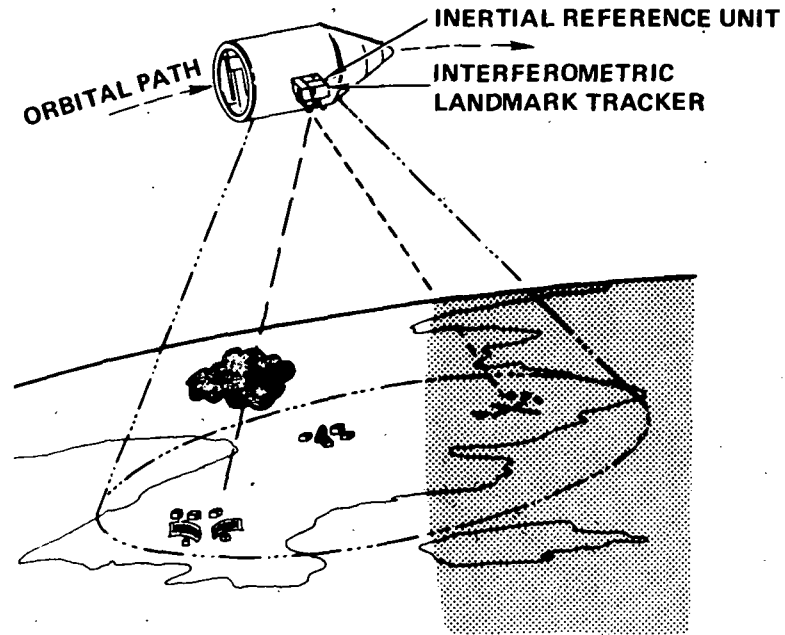 INERTIAL REFERENCE UNIT
ORBITAL PATH
INTERFEROMETRIC
LANDMARK TRACKER